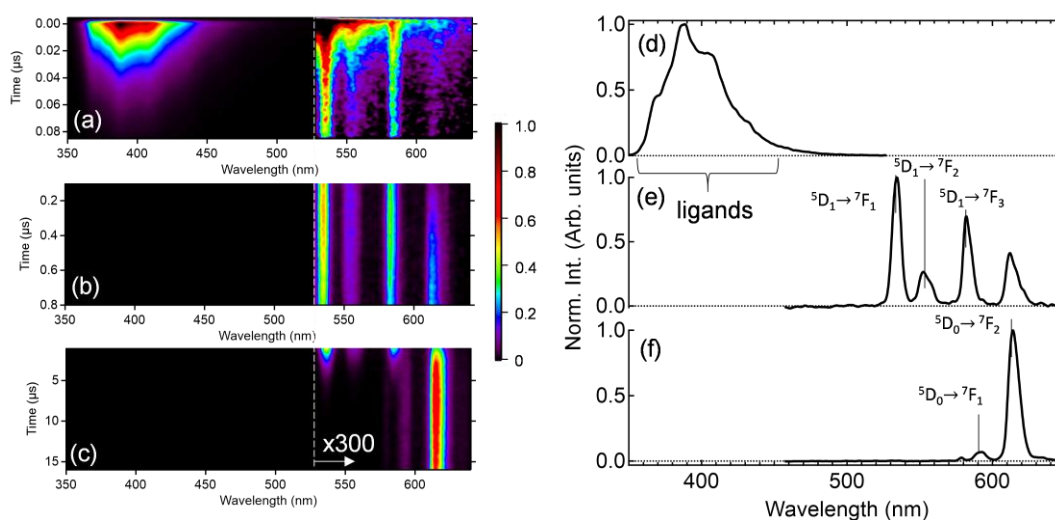 0.00
0.02
0.04
0.06
0.08
Time (μs)
(a)
350 400 450 500 550 600
Wavelength (nm)
0.2
0.4
0.6
0.8
Time (μs)
(b)
350 400 450 500 550 600
Wavelength (nm)
5
10
15
Time (μs)
(c)
x300
350 400 450 500 550 600
Wavelength (nm)
1.0
0.8
0.6
0.4
0.2
0
Norm. Int. (Arb. units)
1.0
0.5
0.0
(d)
ligands
1.0
0.5
0.0
⁵D₁→⁷F₁
⁵D₁→⁷F₂
⁵D₁→⁷F₃
(e)
1.0
0.5
0.0
⁵D₀→⁷F₂
⁵D₀→⁷F₁
(f)
400 500 600
Wavelength (nm)